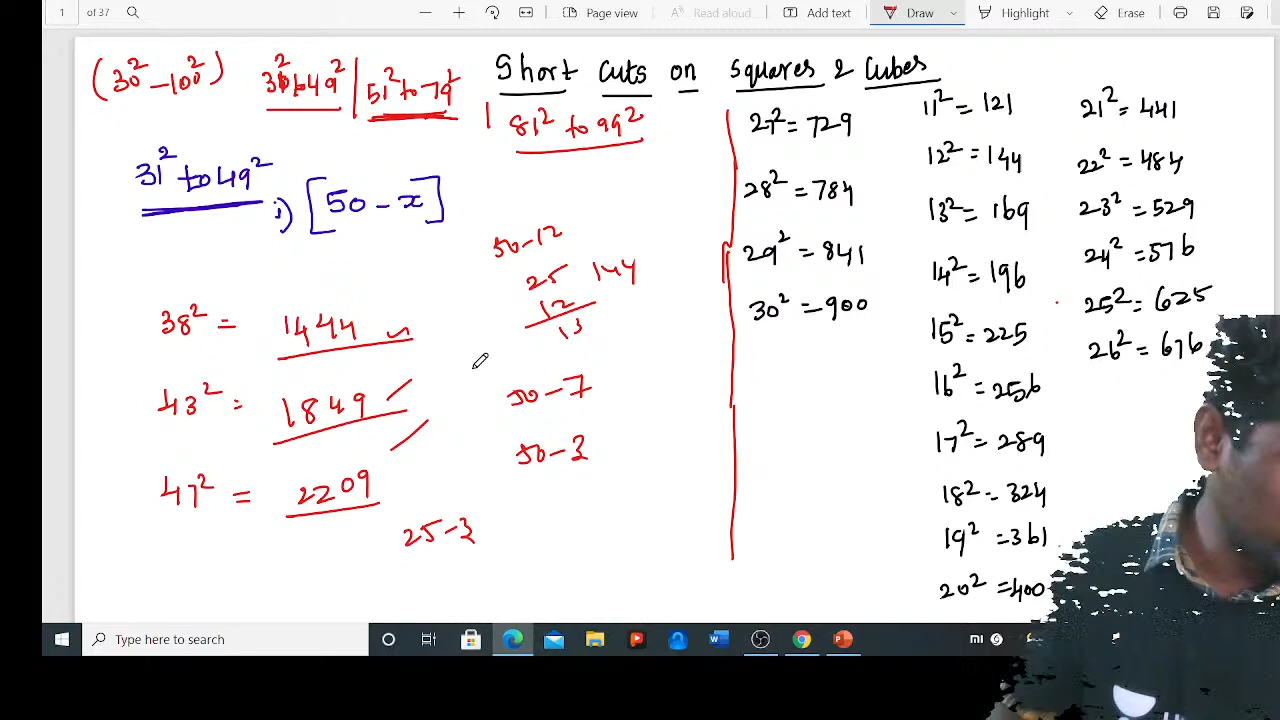 1 of 37 Page view Read aloud Add text Draw Highlight Erase
Short cuts on squares & Cubes
(30² - 100²) 31² to 49² | 51² to 79² | 81² to 99²
31² to 49²
i) [50 - x]
38² = 1444
43² = 1849
47² = 2209
25-3
50-12
25 144
12
13
50-7
50-3
27² = 729
28² = 784
29² = 841
30² = 900
11² = 121
12² = 144
13² = 169
14² = 196
15² = 225
16² = 256
17² = 289
18² = 324
19² = 361
20² = 400
21² = 441
22² = 484
23² = 529
24² = 576
25² = 625
26² = 676
Type here to search